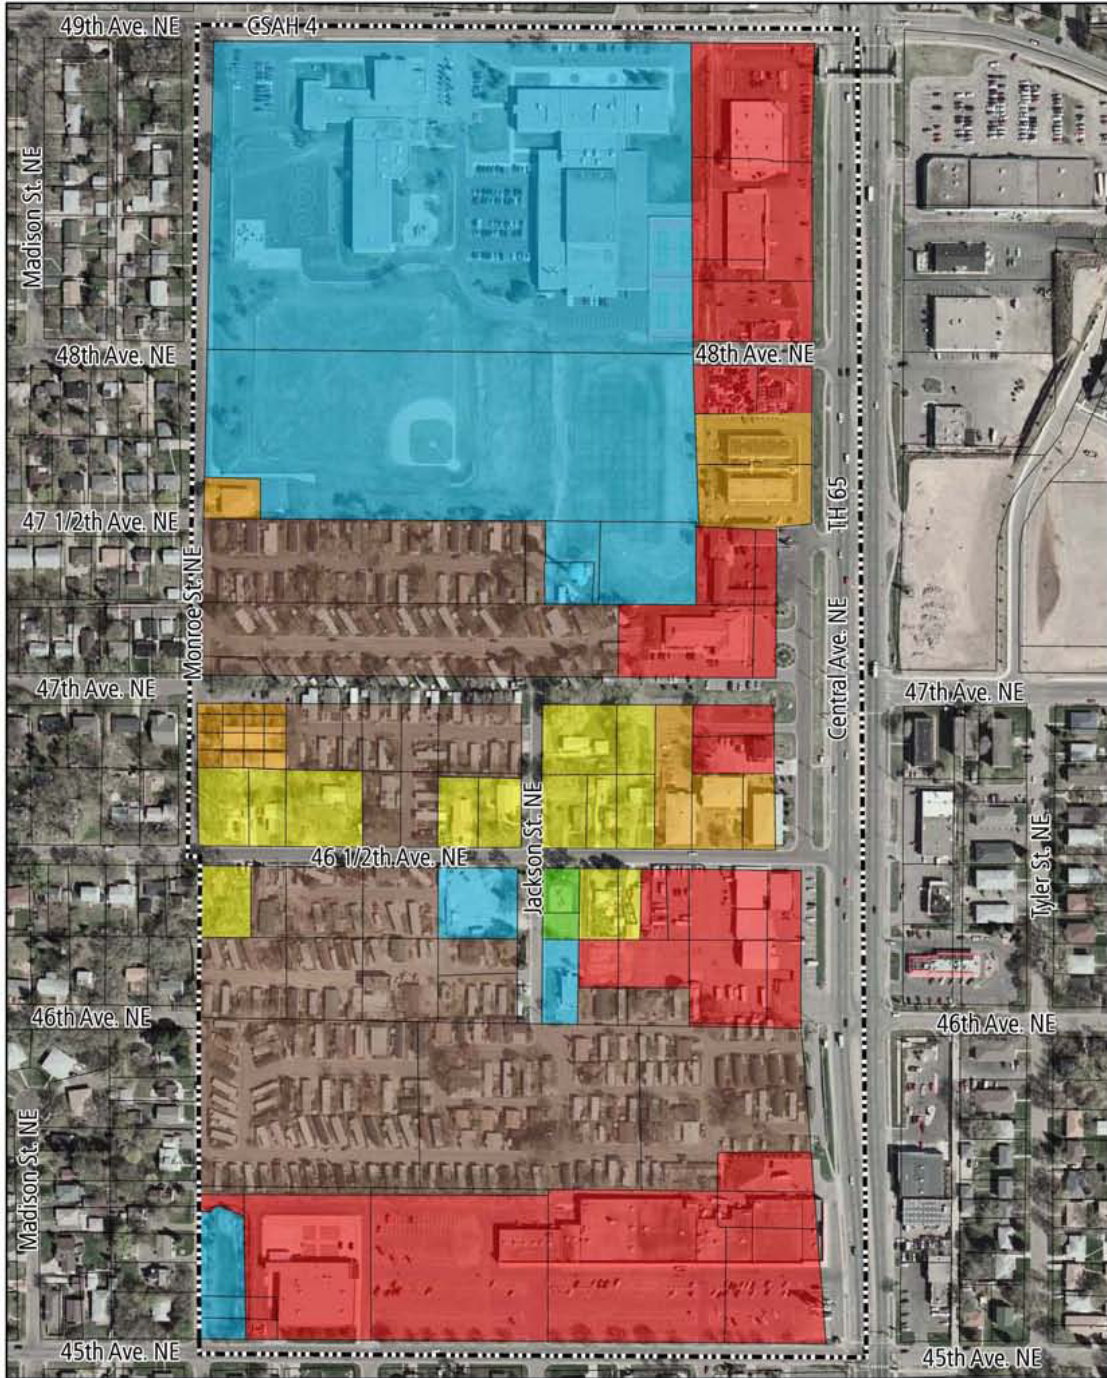 49th Ave. NE
CSAH 4
Madison St. NE
48th Ave. NE
48th Ave. NE
47 1/2th Ave. NE
TH 65
Monroe St. NE
Central Ave. NE
47th Ave. NE
47th Ave. NE
Jackson St. NE
46 1/2th Ave. NE
Tyler St. NE
46th Ave. NE
46th Ave. NE
Madison St. NE
45th Ave. NE
45th Ave. NE